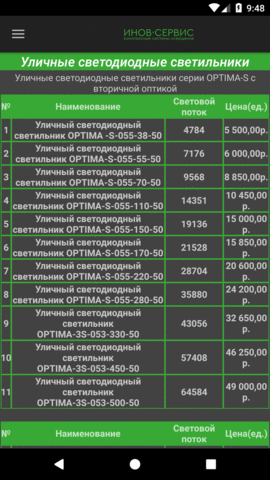 9:48
ИНОВ-СЕРВИС
Уличные светодиодные светильники
Уличные светодиодные светильники серии OPTIMA-S с
вторичной оптикой
№ Наименование Световой поток Цена(ед.)
1 Уличный светодиодный светильник OPTIMA -S-055-38-50 4784 5 500,00р.
2 Уличный светодиодный светильник OPTIMA-S-055-55-50 7176 6 000,00р.
3 Уличный светодиодный светильник OPTIMA-S-055-70-50 9568 8 850,00р.
4 Уличный светодиодный светильник OPTIMA-S-055-110-50 14351 10 450,00 р.
5 Уличный светодиодный светильник OPTIMA-S-055-150-50 19136 15 000,00 р.
6 Уличный светодиодный светильник OPTIMA-S-055-170-50 21528 15 850,00 р.
7 Уличный светодиодный светильник OPTIMA-S-055-220-50 28704 20 600,00 р.
8 Уличный светодиодный светильник OPTIMA-S-055-280-50 35880 24 200,00 р.
9 Уличный светодиодный светильник OPTIMA-3S-053-330-50 43056 32 650,00 р.
10 Уличный светодиодный светильник OPTIMA-3S-053-450-50 57408 46 250,00 р.
11 Уличный светодиодный светильник OPTIMA-3S-053-500-50 64584 49 000,00 р.
№ Наименование Световой поток Цена(ед.)